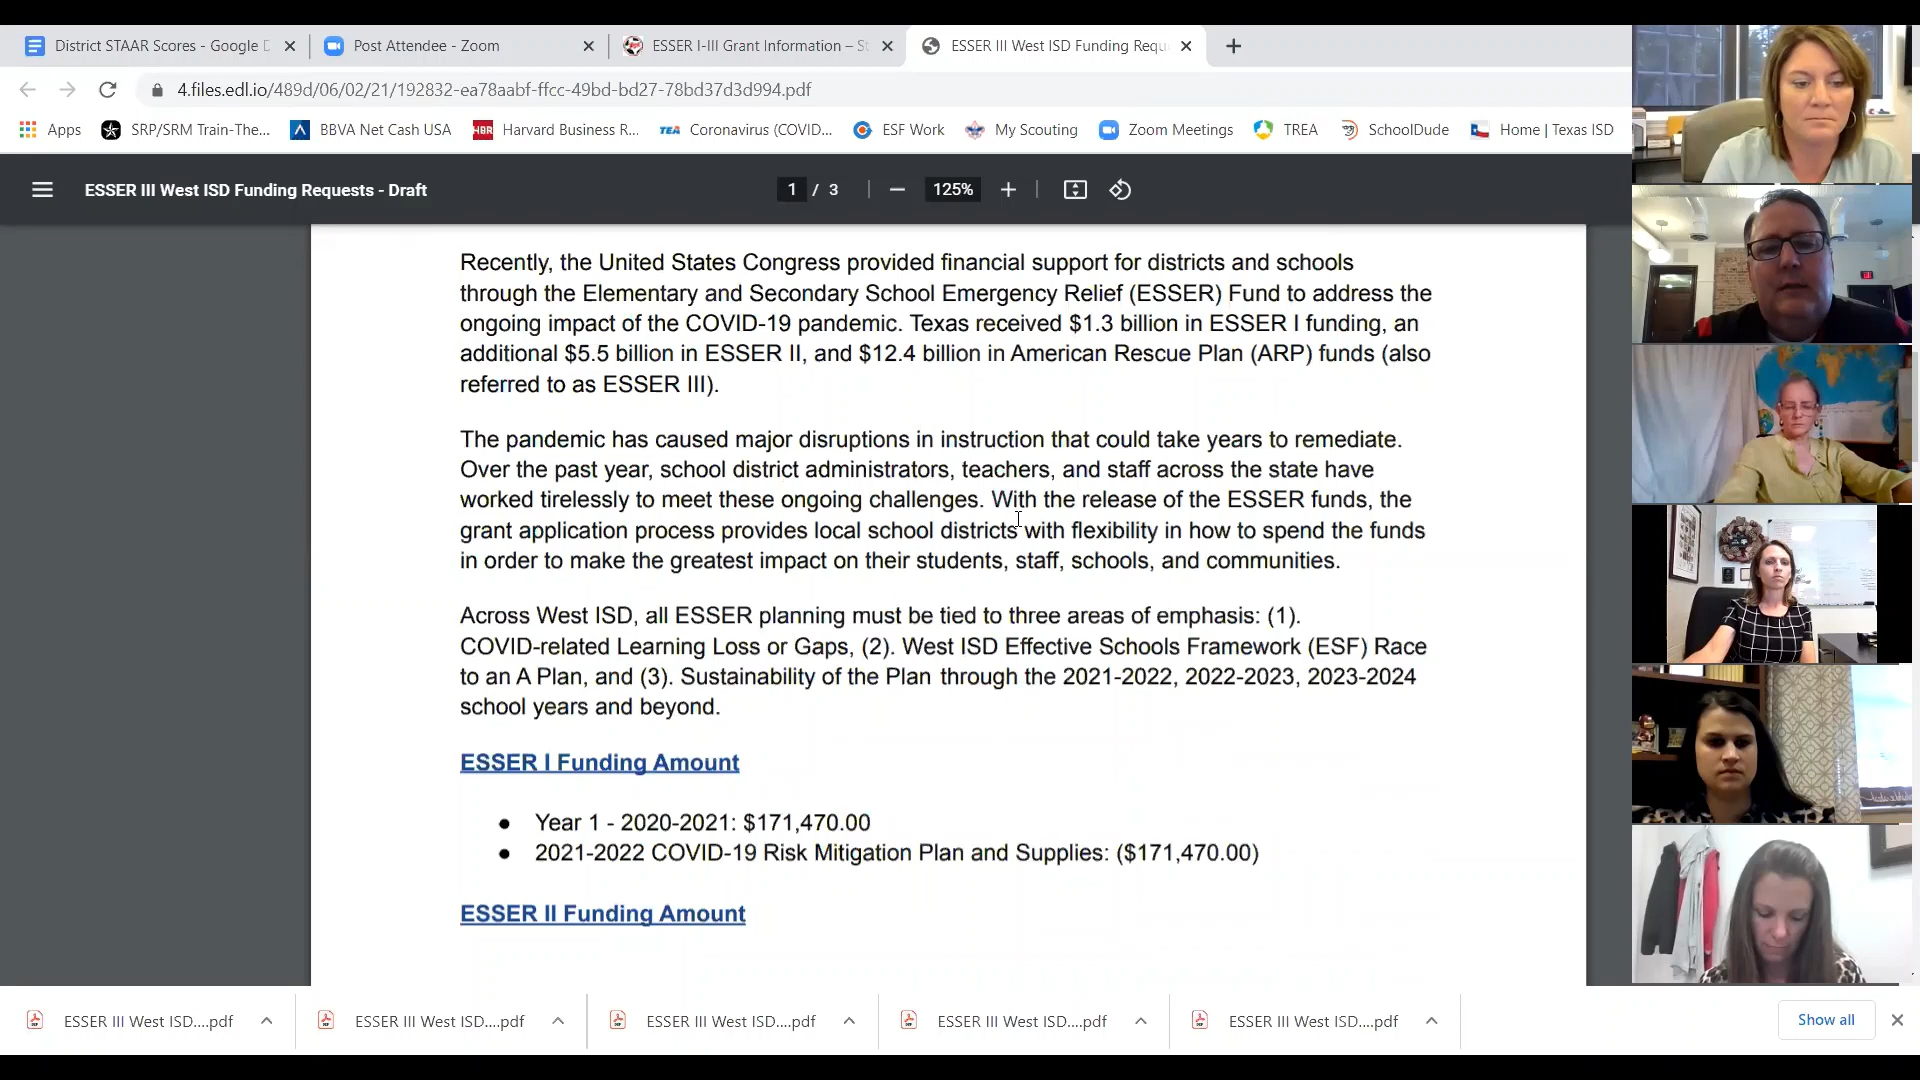 District STAAR Scores - Google D
Post Attendee - Zoom
ESSER I-III Grant Information – St
ESSER III West ISD Funding Requ
4.files.edl.io/489d/06/02/21/192832-ea78aabf-ffcc-49bd-bd27-78bd37d3d994.pdf
Apps
SRP/SRM Train-The...
BBVA Net Cash USA
HBR
Harvard Business R...
TEA
Coronavirus (COVID...
ESF Work
My Scouting
Zoom Meetings
TREA
SchoolDude
Home | Texas ISD
ESSER III West ISD Funding Requests - Draft
1 / 3
125%
Recently, the United States Congress provided financial support for districts and schools
through the Elementary and Secondary School Emergency Relief (ESSER) Fund to address the
ongoing impact of the COVID-19 pandemic. Texas received $1.3 billion in ESSER I funding, an
additional $5.5 billion in ESSER II, and $12.4 billion in American Rescue Plan (ARP) funds (also
referred to as ESSER III).
The pandemic has caused major disruptions in instruction that could take years to remediate.
Over the past year, school district administrators, teachers, and staff across the state have
worked tirelessly to meet these ongoing challenges. With the release of the ESSER funds, the
grant application process provides local school districts with flexibility in how to spend the funds
in order to make the greatest impact on their students, staff, schools, and communities.
Across West ISD, all ESSER planning must be tied to three areas of emphasis: (1).
COVID-related Learning Loss or Gaps, (2). West ISD Effective Schools Framework (ESF) Race
to an A Plan, and (3). Sustainability of the Plan through the 2021-2022, 2022-2023, 2023-2024
school years and beyond.
ESSER I Funding Amount
● Year 1 - 2020-2021: $171,470.00
● 2021-2022 COVID-19 Risk Mitigation Plan and Supplies: ($171,470.00)
ESSER II Funding Amount
ESSER III West ISD....pdf
ESSER III West ISD....pdf
ESSER III West ISD....pdf
ESSER III West ISD....pdf
ESSER III West ISD....pdf
Show all